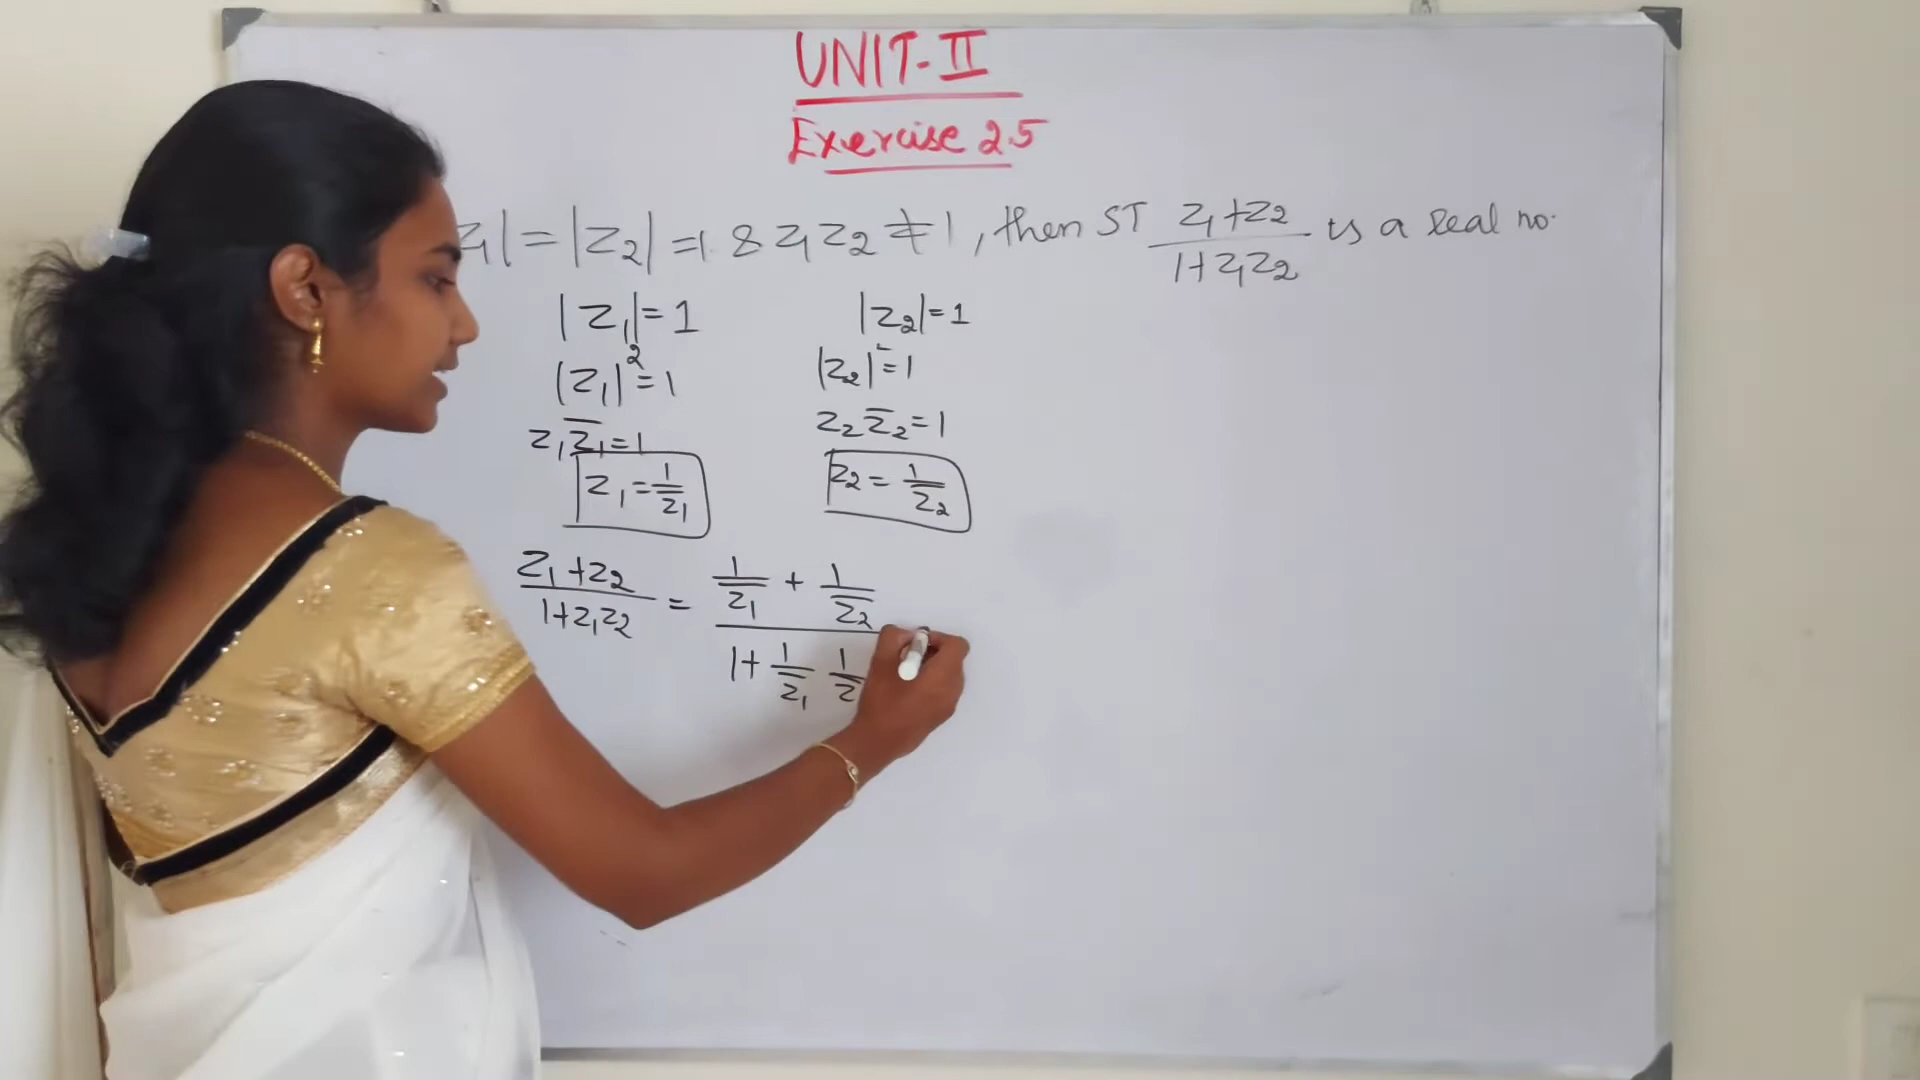 UNIT-II
Exercise 2.5
z₁|=|z₂|=1 & z₁z₂≠1, then ST (z₁+z₂)/(1+z₁z₂) is a real no.
|z₁|=1
|z₂|=1
|z₁|²=1
|z₂|²=1
z₁z̅₁=1
z₂z̅₂=1
z₁=1/z̅₁
z₂=1/z̅₂
(z₁+z₂)/(1+z₁z₂) = (1/z̅₁ + 1/z̅₂)/(1+ 1/z̅₁ 1/z̅